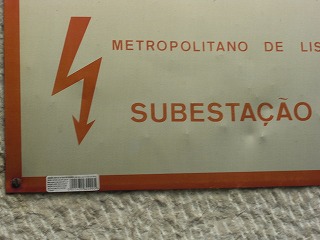 METROPOLITANO DE LIS
SUBESTAÇÃO